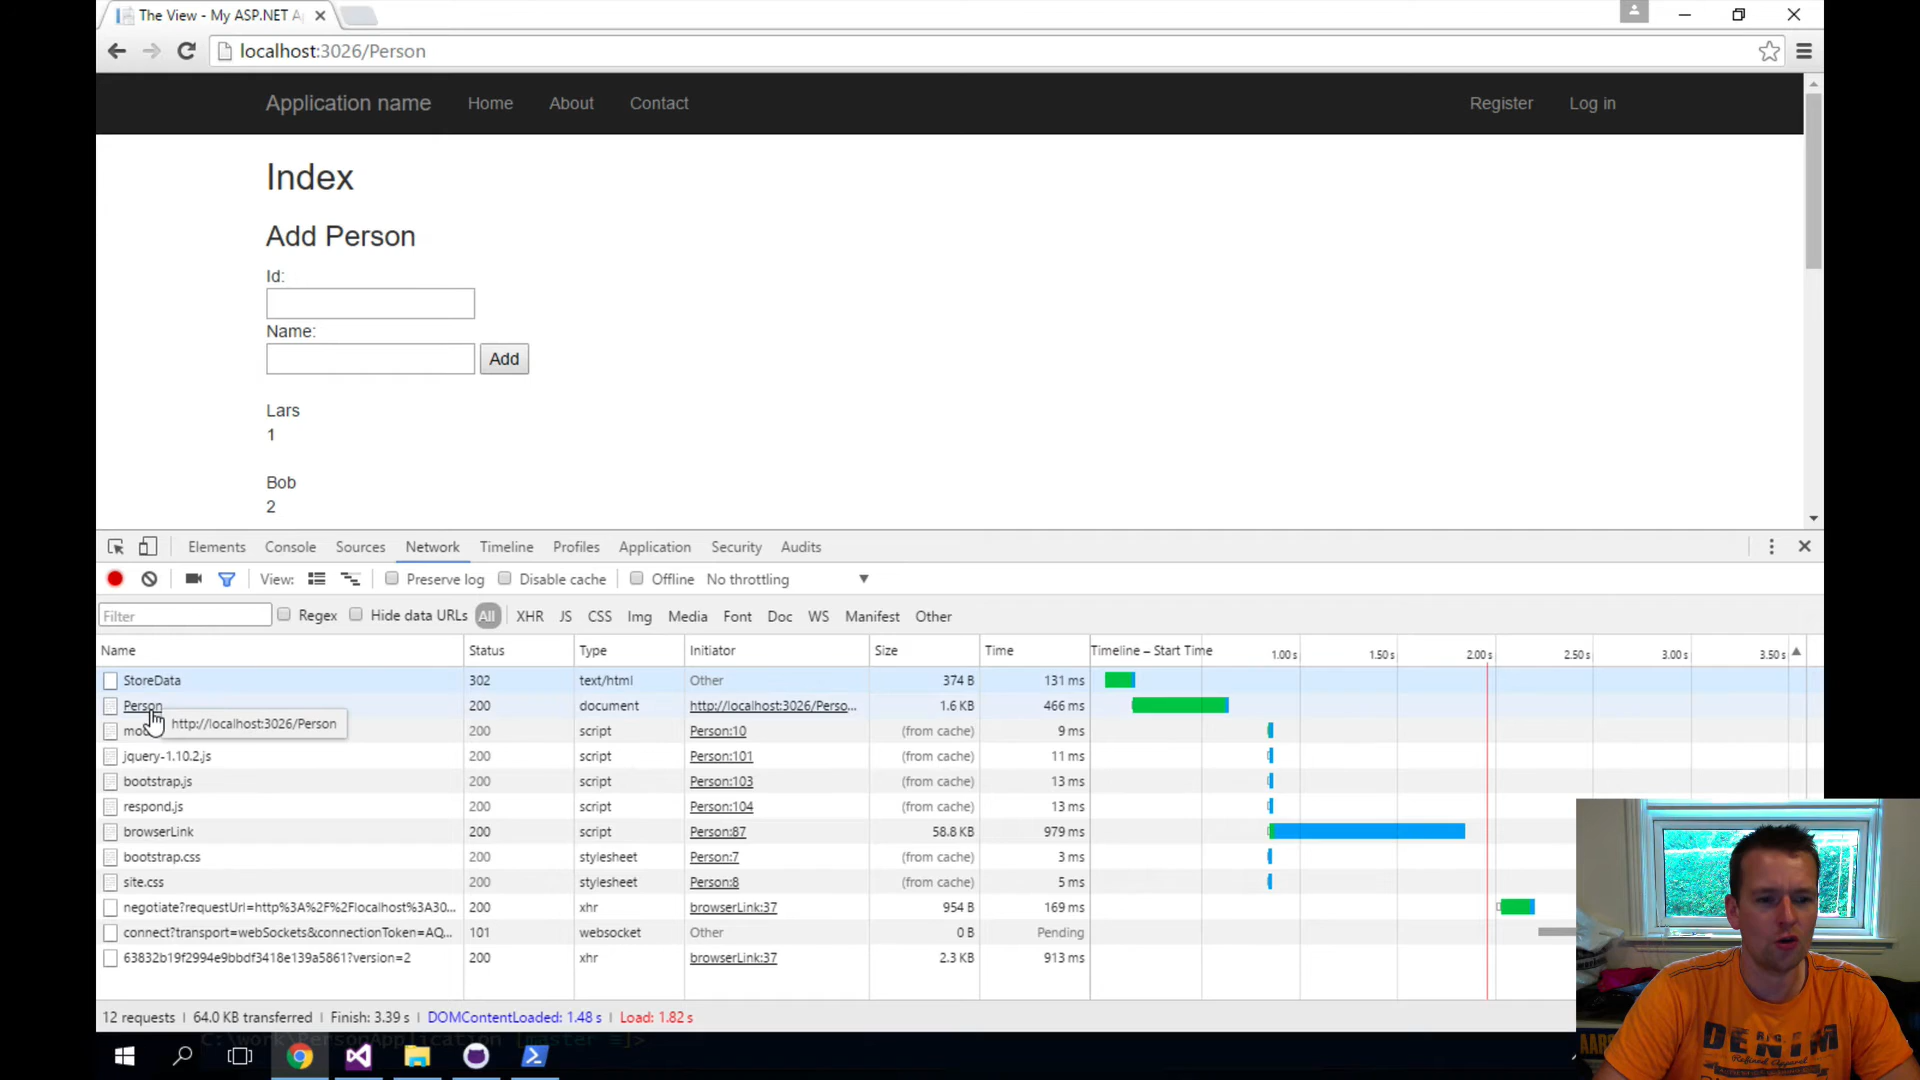 The View - My ASP.NET A
localhost:3026/Person
Application name Home About Contact Register Log in
Index
Add Person
Id:
Name:
Add
Lars
1
Bob
2
Elements Console Sources Network Timeline Profiles Application Security Audits
View: Preserve log Disable cache Offline No throttling
Filter Regex Hide data URLs All XHR JS CSS Img Media Font Doc WS Manifest Other
Name Status Type Initiator Size Time Timeline – Start Time 1.00 s 1.50 s 2.00 s 2.50 s 3.00 s 3.50 s
StoreData 302 text/html Other 374 B 131 ms
Person 200 document http://localhost:3026/Perso... 1.6 KB 466 ms
http://localhost:3026/Person
200 script Person:10 (from cache) 9 ms
jquery-1.10.2.js 200 script Person:101 (from cache) 11 ms
bootstrap.js 200 script Person:103 (from cache) 13 ms
respond.js 200 script Person:104 (from cache) 13 ms
browserLink 200 script Person:87 58.8 KB 979 ms
bootstrap.css 200 stylesheet Person:7 (from cache) 3 ms
site.css 200 stylesheet Person:8 (from cache) 5 ms
negotiate?requestUrl=http%3A%2F%2Flocalhost%3A30... 200 xhr browserLink:37 954 B 169 ms
connect?transport=webSockets&connectionToken=AQ... 101 websocket Other 0 B Pending
63832b19f2994e9bbdf3418e139a5861?version=2 200 xhr browserLink:37 2.3 KB 913 ms
12 requests | 64.0 KB transferred | Finish: 3.39 s | DOMContentLoaded: 1.48 s | Load: 1.82 s
C:\work\PersonApplication [master ≡]>
DENIM